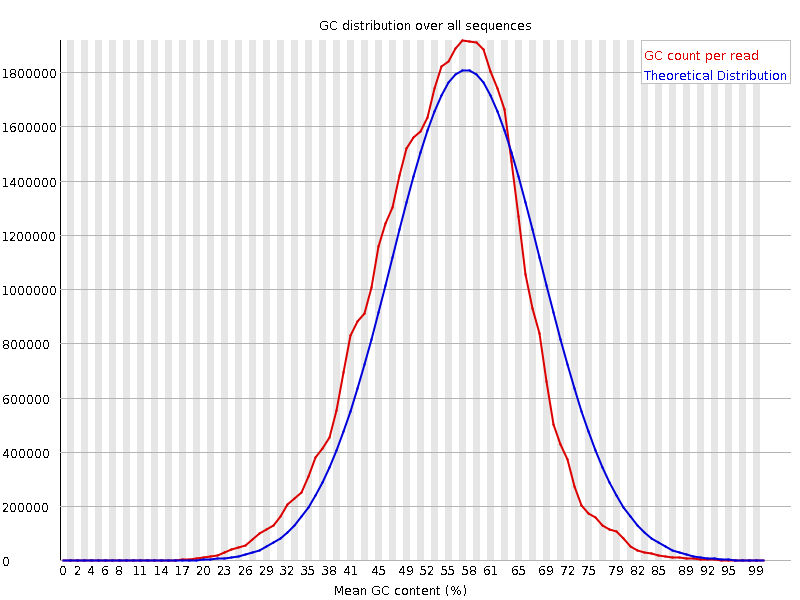 GC distribution over all sequences
GC count per read
Theoretical Distribution
1800000
1600000
1400000
1200000
1000000
800000
600000
400000
200000
0
0 2 4 6 8 11 14 17 20 23 26 29 32 35 38 41 45 49 52 55 58 61 65 69 72 75 79 82 85 89 92 95 99
Mean GC content (%)